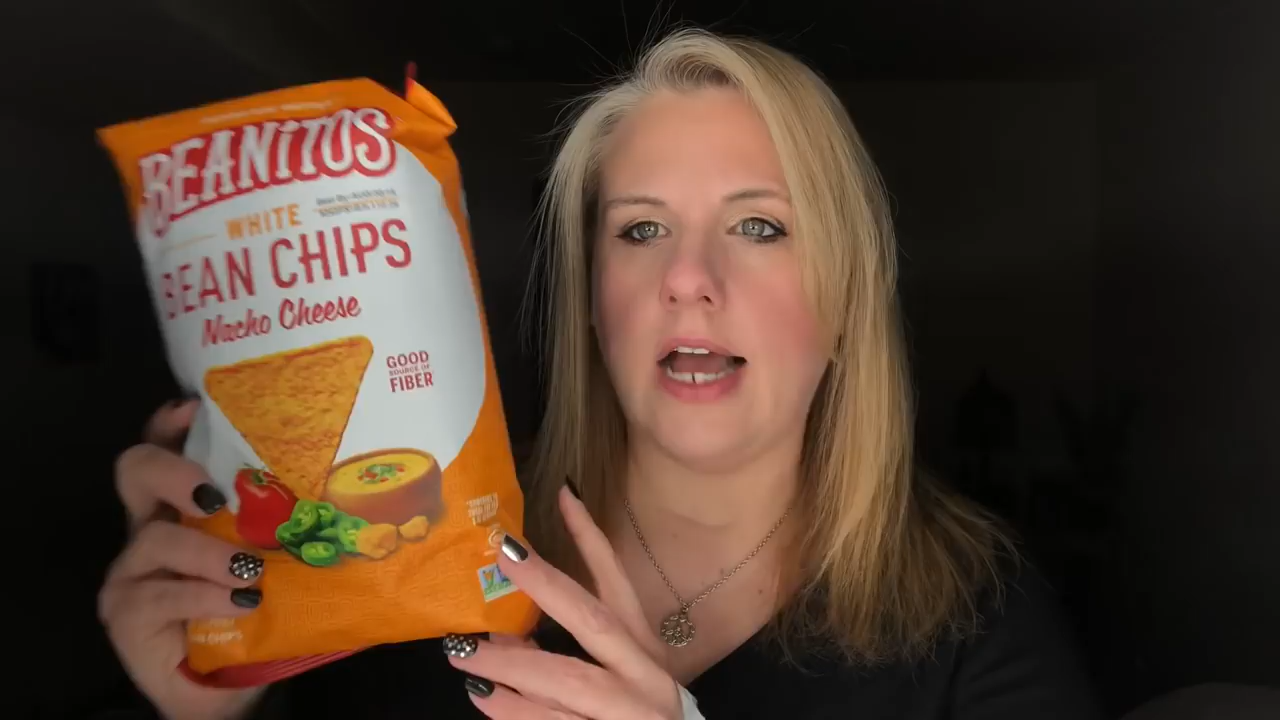 BEANiTOS
WHITE
BEAN CHIPS
Nacho Cheese
GOOD
SOURCE OF
FIBER